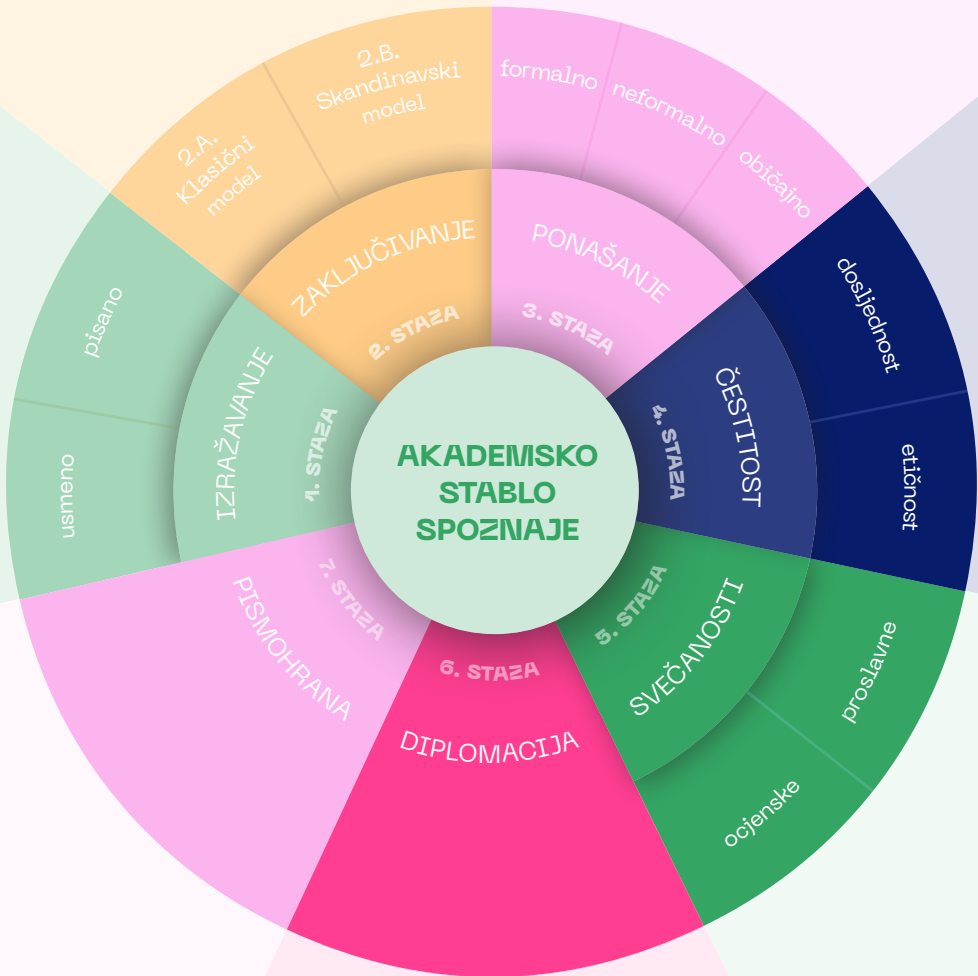 AKADEMSKO
STABLO
SPOZNAJE
1. STAZA
IZRAŽAVANJE
usmeno
pisano
2. STAZA
ZAKLJUČIVANJE
2.A.
Klasični
model
2.B.
Skandinavski
model
3. STAZA
PONAŠANJE
formalno
neformalno
običajno
4. STAZA
ČESTITOST
dosljednost
etičnost
5. STAZA
SVEČANOSTI
proslavne
ocjenske
6. STAZA
DIPLOMACIJA
7. STAZA
PISMOHRANA